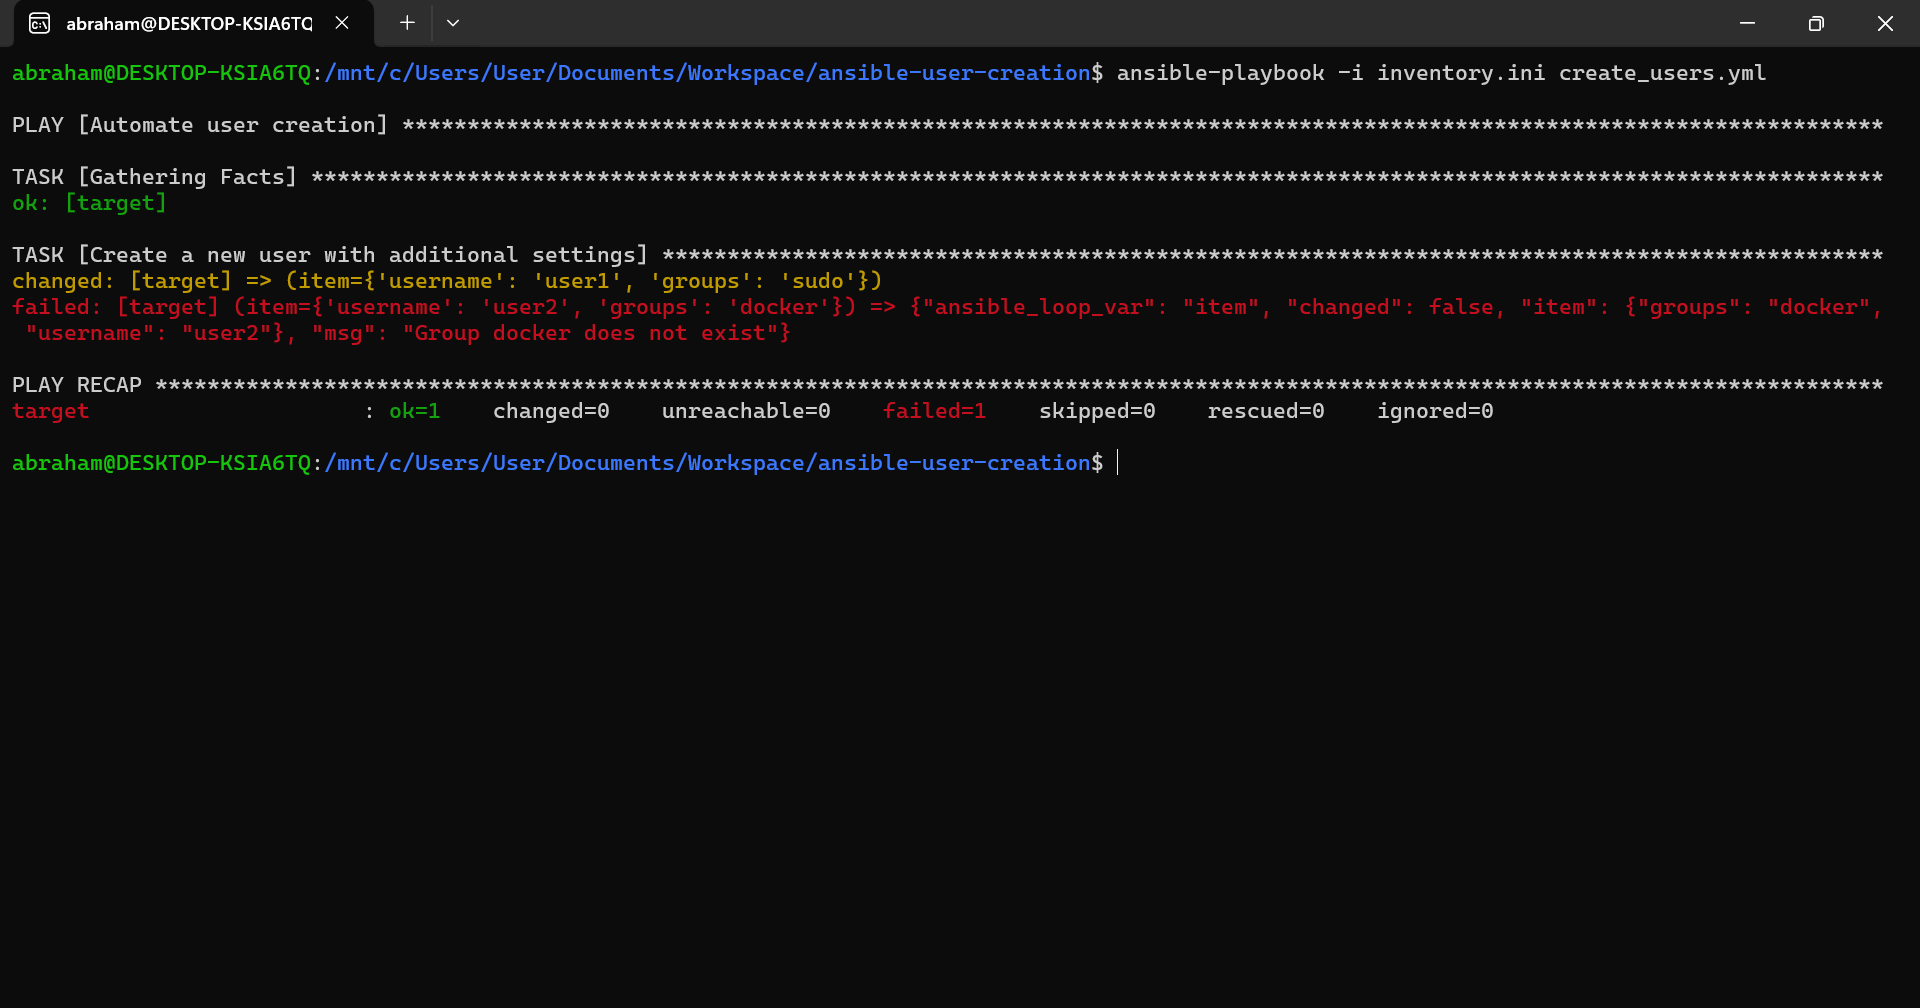 abraham@DESKTOP-KSIA6TQ
abraham@DESKTOP-KSIA6TQ:/mnt/c/Users/User/Documents/Workspace/ansible-user-creation$ ansible-playbook -i inventory.ini create_users.yml
PLAY [Automate user creation] ******************************************************************************************************************
TASK [Gathering Facts] *************************************************************************************************************************
ok: [target]
TASK [Create a new user with additional settings] **********************************************************************************************
changed: [target] => (item={'username': 'user1', 'groups': 'sudo'})
failed: [target] (item={'username': 'user2', 'groups': 'docker'}) => {"ansible_loop_var": "item", "changed": false, "item": {"groups": "docker",
 "username": "user2"}, "msg": "Group docker does not exist"}
PLAY RECAP *************************************************************************************************************************************
target                     : ok=1    changed=0    unreachable=0    failed=1    skipped=0    rescued=0    ignored=0
abraham@DESKTOP-KSIA6TQ:/mnt/c/Users/User/Documents/Workspace/ansible-user-creation$